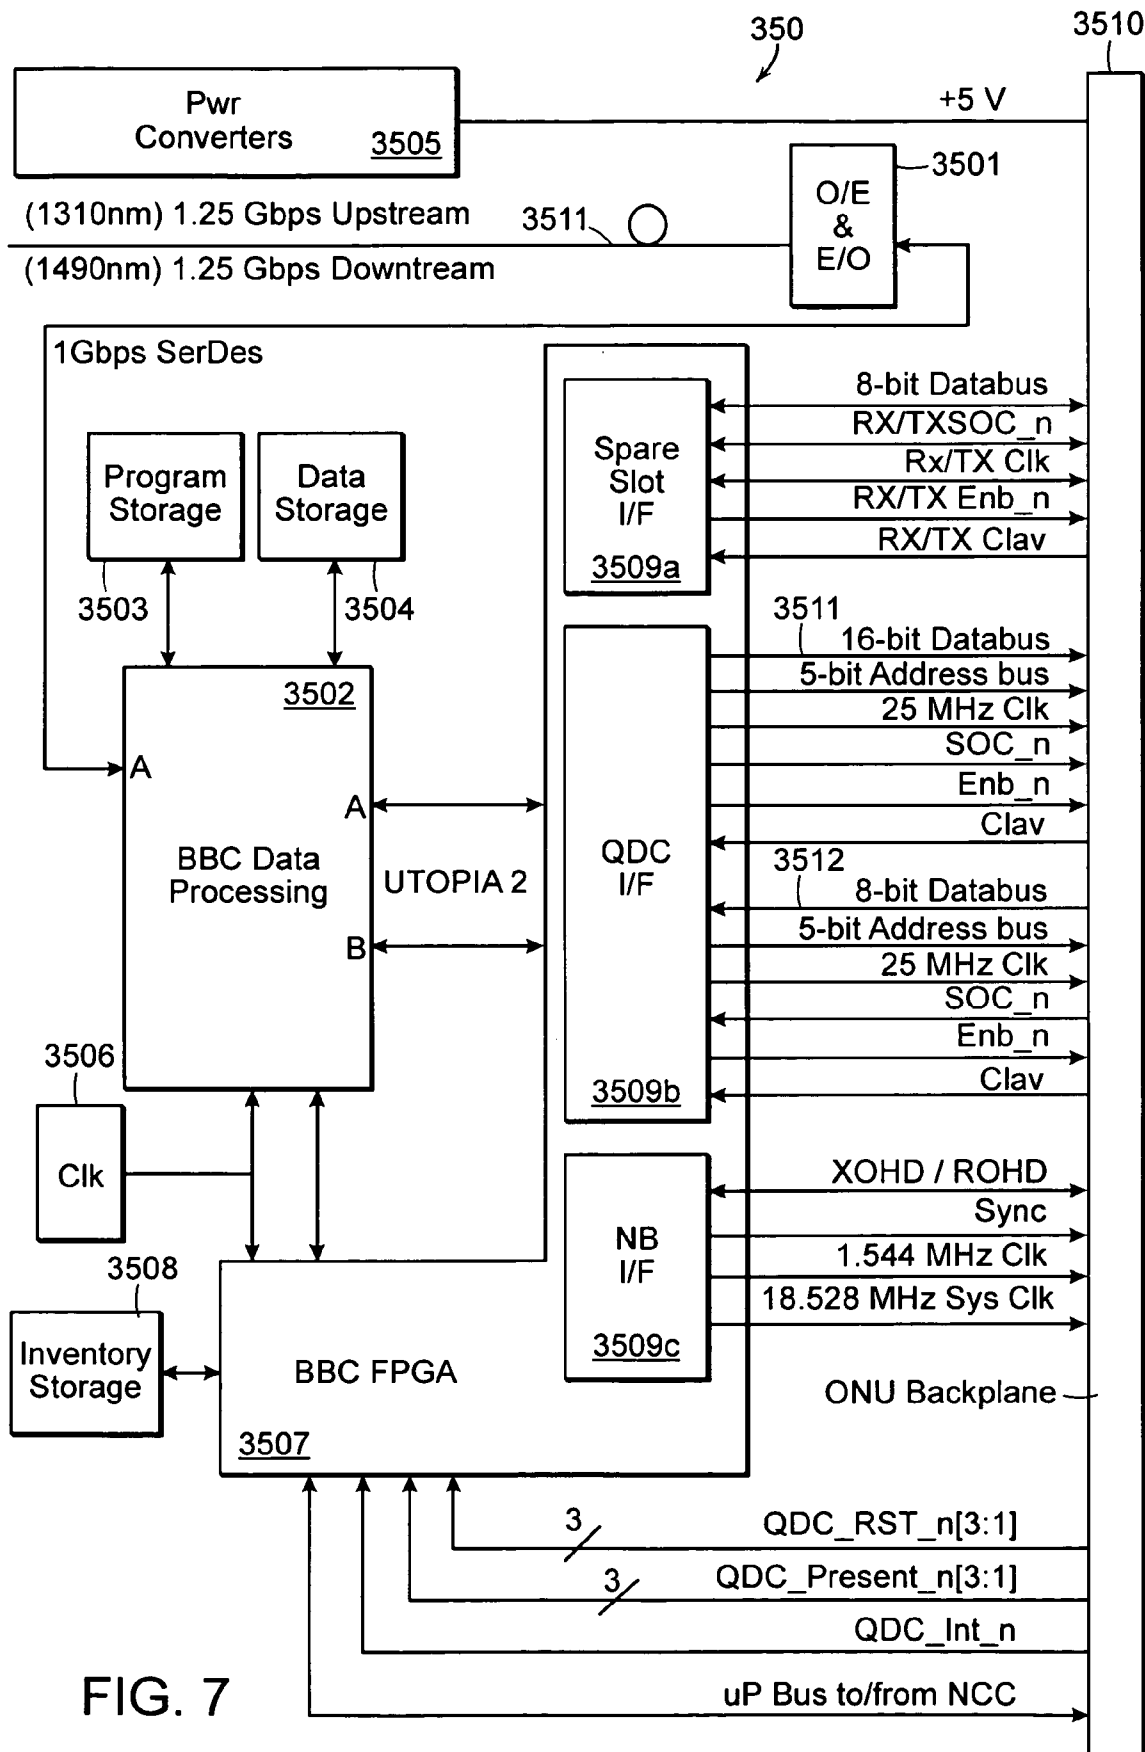 350
3510
Pwr
Converters
3505
+5 V
3501
O/E
&
E/O
(1310nm) 1.25 Gbps Upstream
3511
(1490nm) 1.25 Gbps Downtream
1Gbps SerDes
Program
Storage
3503
Data
Storage
3504
Spare
Slot
I/F
3509a
8-bit Databus
RX/TXSOC_n
Rx/TX Clk
RX/TX Enb_n
RX/TX Clav
3502
A
A
BBC Data
Processing
B
UTOPIA 2
QDC
I/F
3509b
3511
16-bit Databus
5-bit Address bus
25 MHz Clk
SOC_n
Enb_n
Clav
3512
8-bit Databus
5-bit Address bus
25 MHz Clk
SOC_n
Enb_n
Clav
3506
Clk
NB
I/F
3509c
XOHD / ROHD
Sync
1.544 MHz Clk
18.528 MHz Sys Clk
3508
Inventory
Storage
BBC FPGA
3507
ONU Backplane
3
QDC_RST_n[3:1]
3
QDC_Present_n[3:1]
QDC_Int_n
uP Bus to/from NCC
FIG. 7